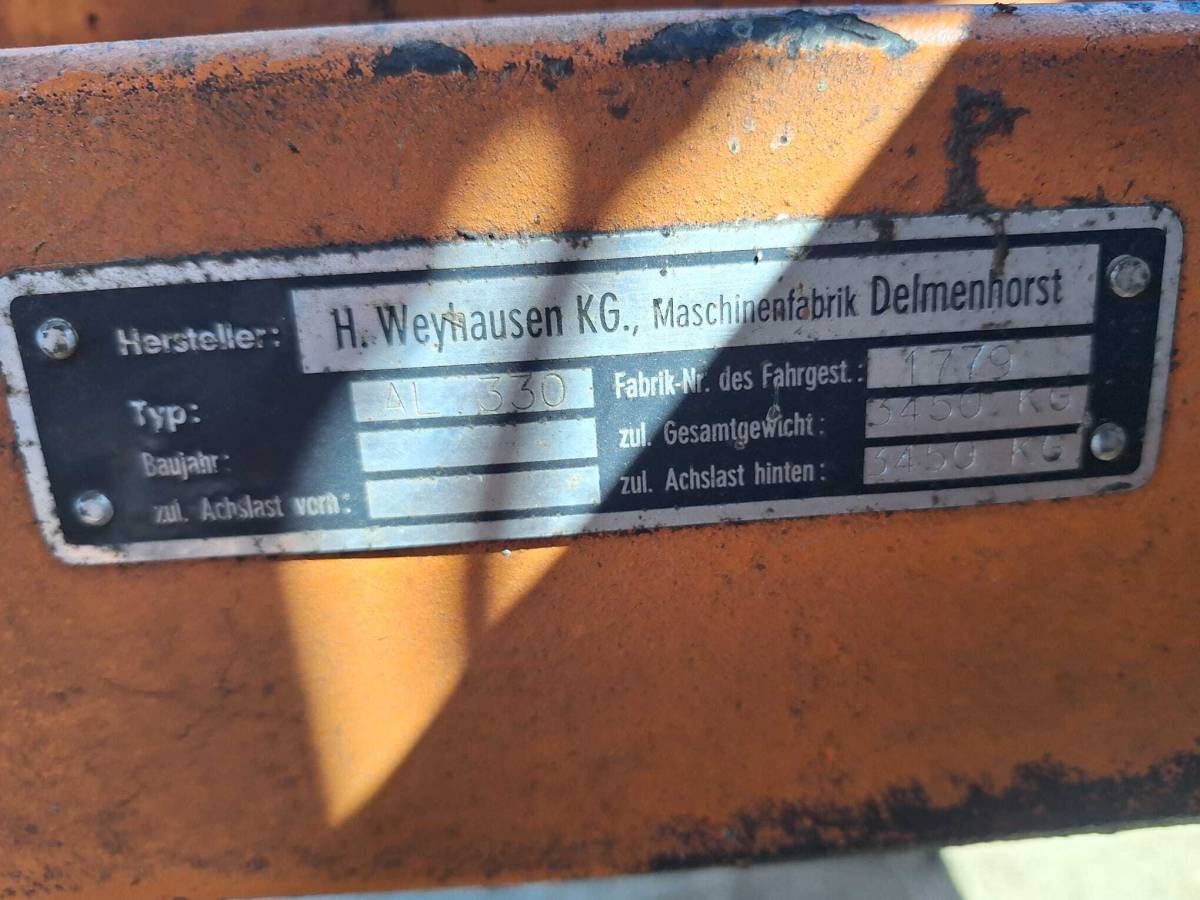 Hersteller: H. Weyhausen KG., Maschinenfabrik Delmenhorst
Typ: AL 330 Fabrik-Nr. des Fahrgest.: 1779
Baujahr: zul. Gesamtgewicht: 3450 KG
zul. Achslast vorn: zul. Achslast hinten: 3450 KG